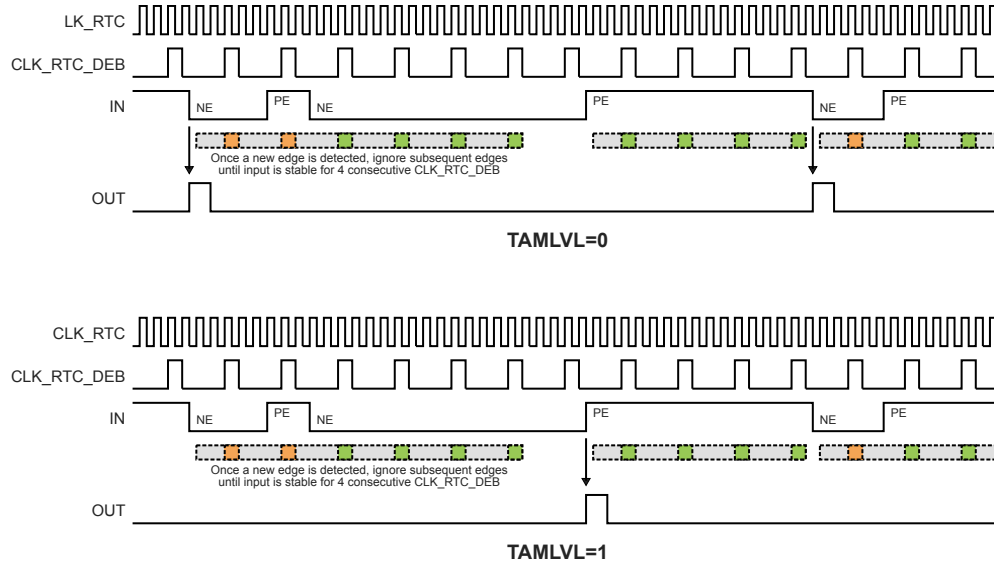 LK_RTC
CLK_RTC_DEB
IN
NE
PE
NE
PE
NE
PE
Once a new edge is detected, ignore subsequent edges
until input is stable for 4 consecutive CLK_RTC_DEB
OUT
TAMLVL=0
CLK_RTC
CLK_RTC_DEB
IN
NE
PE
NE
PE
NE
PE
Once a new edge is detected, ignore subsequent edges
until input is stable for 4 consecutive CLK_RTC_DEB
OUT
TAMLVL=1